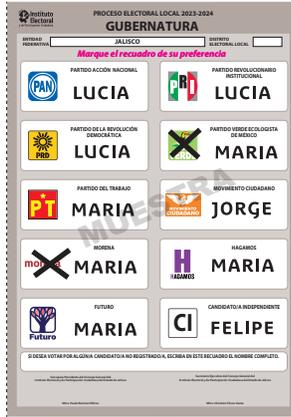 Instituto
Electoral
PROCESO ELECTORAL LOCAL 2023-2024
GUBERNATURA
ENTIDAD
FEDERATIVA
JALISCO
DISTRITO
ELECTORAL LOCAL
Marque el recuadro de su preferencia
PARTIDO ACCIÓN NACIONAL
PAN
LUCIA
PARTIDO REVOLUCIONARIO
INSTITUCIONAL
PRI
LUCIA
PARTIDO DE LA REVOLUCIÓN
DEMOCRÁTICA
PRD
LUCIA
PARTIDO VERDE ECOLOGISTA
DE MÉXICO
MARIA
PARTIDO DEL TRABAJO
PT
MARIA
MOVIMIENTO CIUDADANO
MOVIMIENTO
CIUDADANO
JORGE
MUESTRA
MORENA
morena
MARIA
HAGAMOS
H
HAGAMOS
MARIA
FUTURO
Futuro
MARIA
CANDIDATO/A INDEPENDIENTE
CI
FELIPE
SI DESEA VOTAR POR ALGÚN/A CANDIDATO/A NO REGISTRADO/A, ESCRIBA EN ESTE RECUADRO EL NOMBRE COMPLETO.